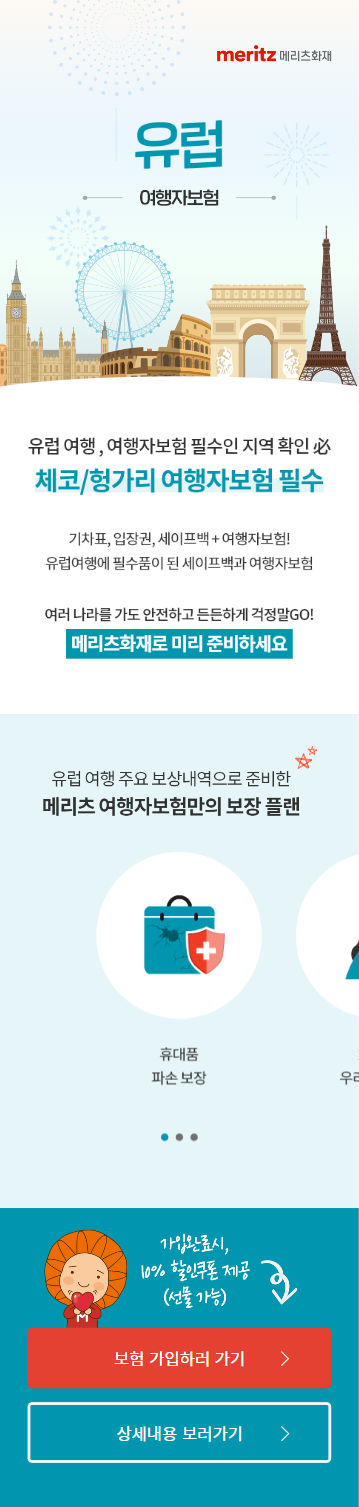 meritz 메리츠화재
유럽
여행자보험
유럽 여행 , 여행자보험 필수인 지역 확인 必
체코/헝가리 여행자보험 필수
기차표, 입장권, 세이프백 + 여행자보험!
유럽여행에 필수품이 된 세이프백과 여행자보험
여러 나라를 가도 안전하고 든든하게 걱정말GO!
메리츠화재로 미리 준비하세요
유럽 여행 주요 보상내역으로 준비한
메리츠 여행자보험만의 보장 플랜
휴대품
파손 보장
가입완료시,
10% 할인쿠폰 제공
(선물 가능)
M
보험 가입하러 가기
상세내용 보러가기